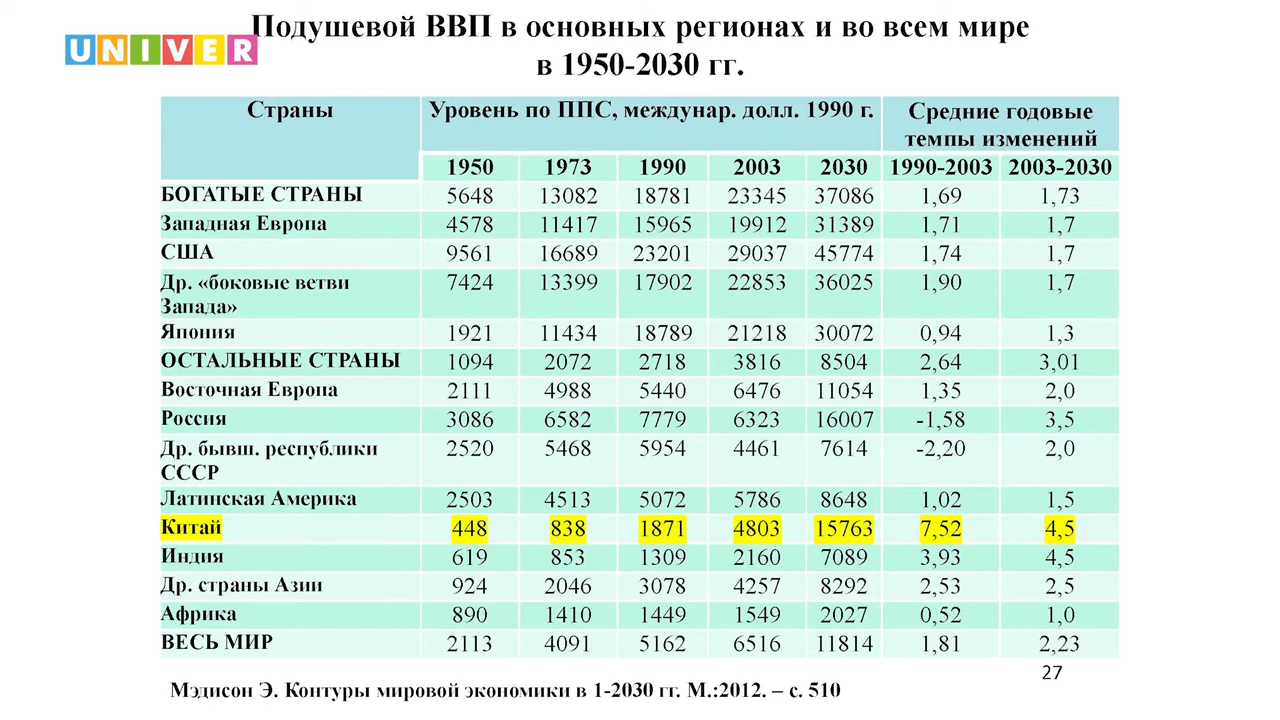 Подушевой ВВП в основных регионах и во всем мире
UNIVER
в 1950-2030 гг.
Страны Уровень по ППС, междунар. долл. 1990 г. Средние годовые
темпы изменений
1950 1973 1990 2003 2030 1990-2003 2003-2030
БОГАТЫЕ СТРАНЫ 5648 13082 18781 23345 37086 1,69 1,73
Западная Европа 4578 11417 15965 19912 31389 1,71 1,7
США 9561 16689 23201 29037 45774 1,74 1,7
Др. «боковые ветви 7424 13399 17902 22853 36025 1,90 1,7
Запада»
Япония 1921 11434 18789 21218 30072 0,94 1,3
ОСТАЛЬНЫЕ СТРАНЫ 1094 2072 2718 3816 8504 2,64 3,01
Восточная Европа 2111 4988 5440 6476 11054 1,35 2,0
Россия 3086 6582 7779 6323 16007 -1,58 3,5
Др. бывш. республики 2520 5468 5954 4461 7614 -2,20 2,0
СССР
Латинская Америка 2503 4513 5072 5786 8648 1,02 1,5
Китай 448 838 1871 4803 15763 7,52 4,5
Индия 619 853 1309 2160 7089 3,93 4,5
Др. страны Азии 924 2046 3078 4257 8292 2,53 2,5
Африка 890 1410 1449 1549 2027 0,52 1,0
ВЕСЬ МИР 2113 4091 5162 6516 11814 1,81 2,23
27
Мэдисон Э. Контуры мировой экономики в 1-2030 гг. М.:2012. – с. 510